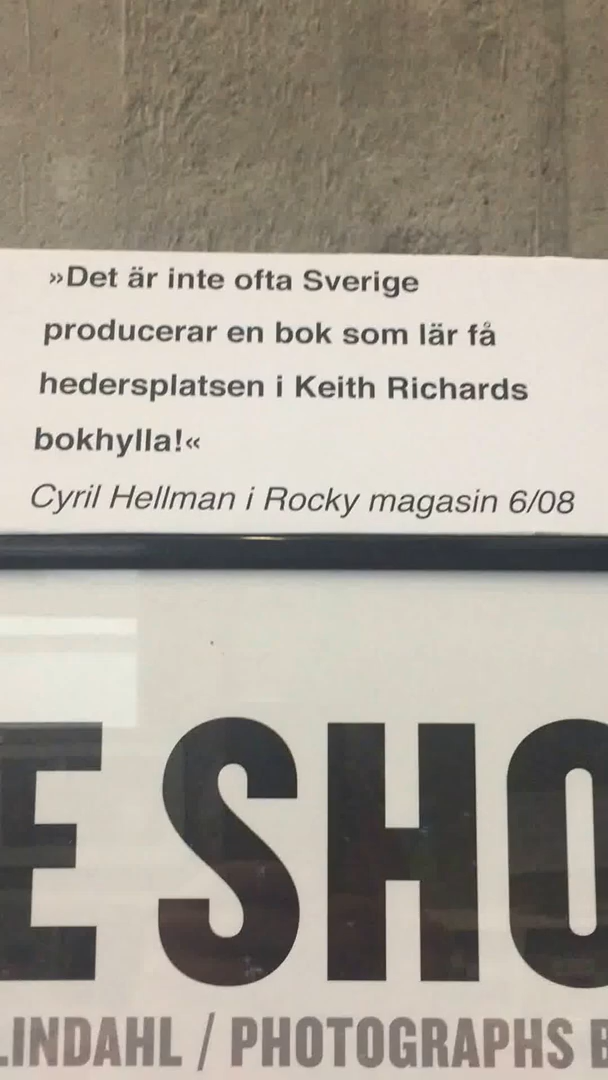 »Det är inte ofta Sverige
producerar en bok som lär få
hedersplatsen i Keith Richards
bokhylla!«
Cyril Hellman i Rocky magasin 6/08
E SHO
LINDAHL / PHOTOGRAPHS B